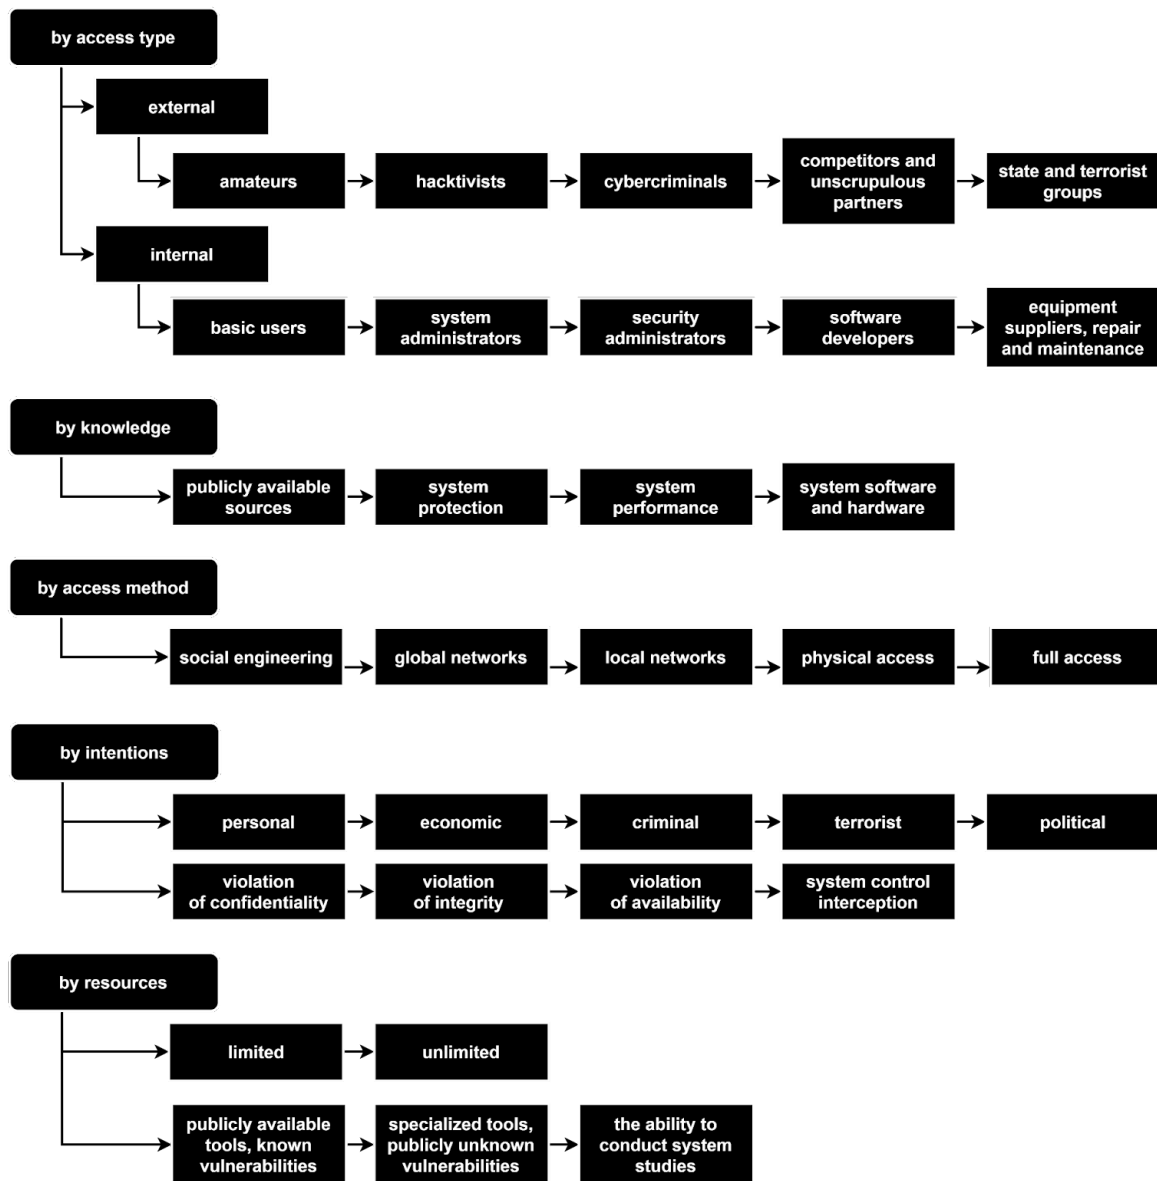 by access type
external
amateurs
hacktivists
cybercriminals
competitors and
unscrupulous
partners
state and terrorist
groups
internal
basic users
system
administrators
security
administrators
software
developers
equipment
suppliers, repair
and maintenance
by knowledge
publicly available
sources
system
protection
system
performance
system software
and hardware
by access method
social engineering
global networks
local networks
physical access
full access
by intentions
personal
economic
criminal
terrorist
political
violation
of confidentiality
violation
of integrity
violation
of availability
system control
interception
by resources
limited
unlimited
publicly available
tools, known
vulnerabilities
specialized tools,
publicly unknown
vulnerabilities
the ability to
conduct system
studies